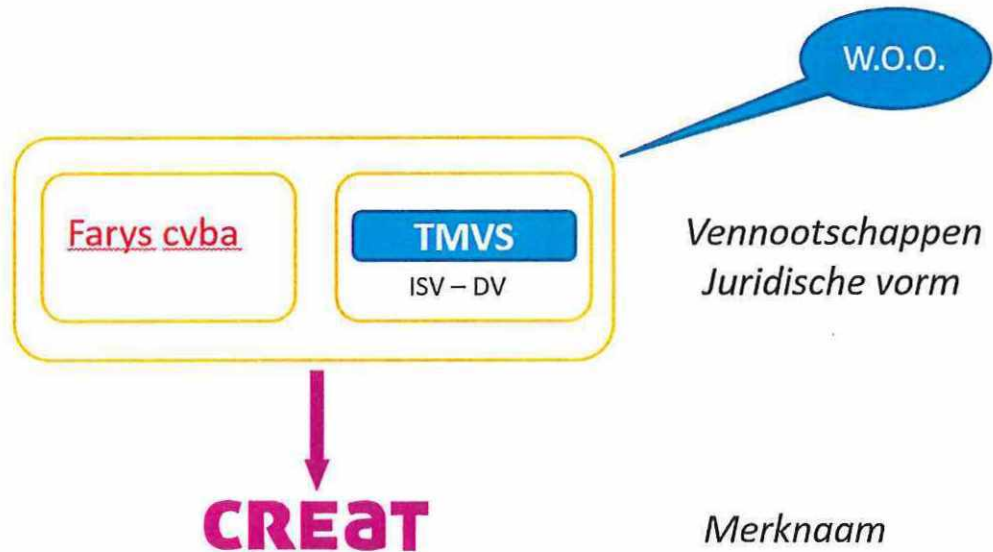 W.O.O.
Farys cvba
TMVS
ISV – DV
Vennootschappen
Juridische vorm
CREaT
Merknaam